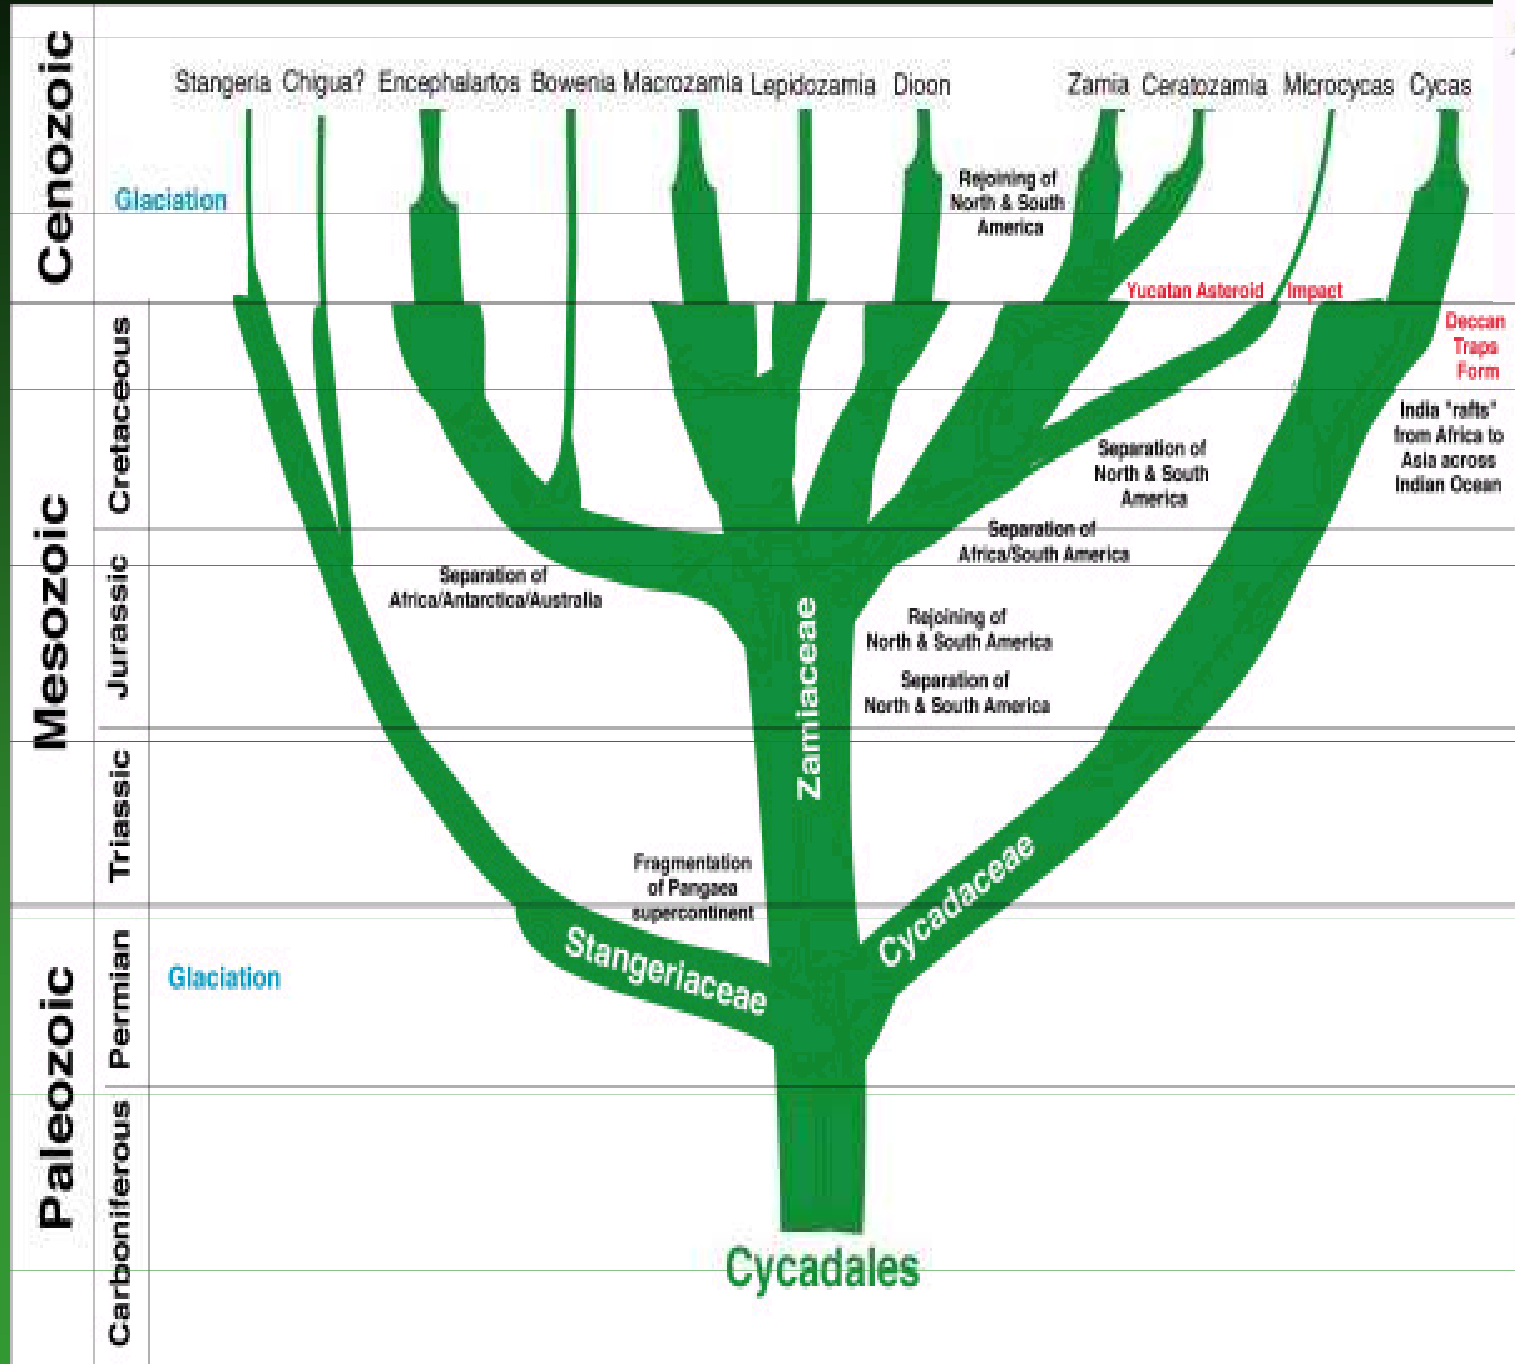 Cenozoic
Stangeria Chigua? Encephalartos Bowenia Macrozamia Lepidozamia Dioon Zamia Ceratozamia Microcycas Cycas
Glaciation
Rejoining of
North & South
America
Yucatan Asteroid Impact
Mesozoic
Cretaceous
Deccan
Traps
Form
India "rafts"
from Africa to
Asia across
Indian Ocean
Separation of
North & South
America
Separation of
Africa/South America
Jurassic
Separation of
Africa/Antarctica/Australia
Zamiaceae
Rejoining of
North & South America
Separation of
North & South America
Triassic
Fragmentation
of Pangaea
supercontinent
Cycadaceae
Paleozoic
Permian
Stangeriaceae
Glaciation
Carboniferous
Cycadales